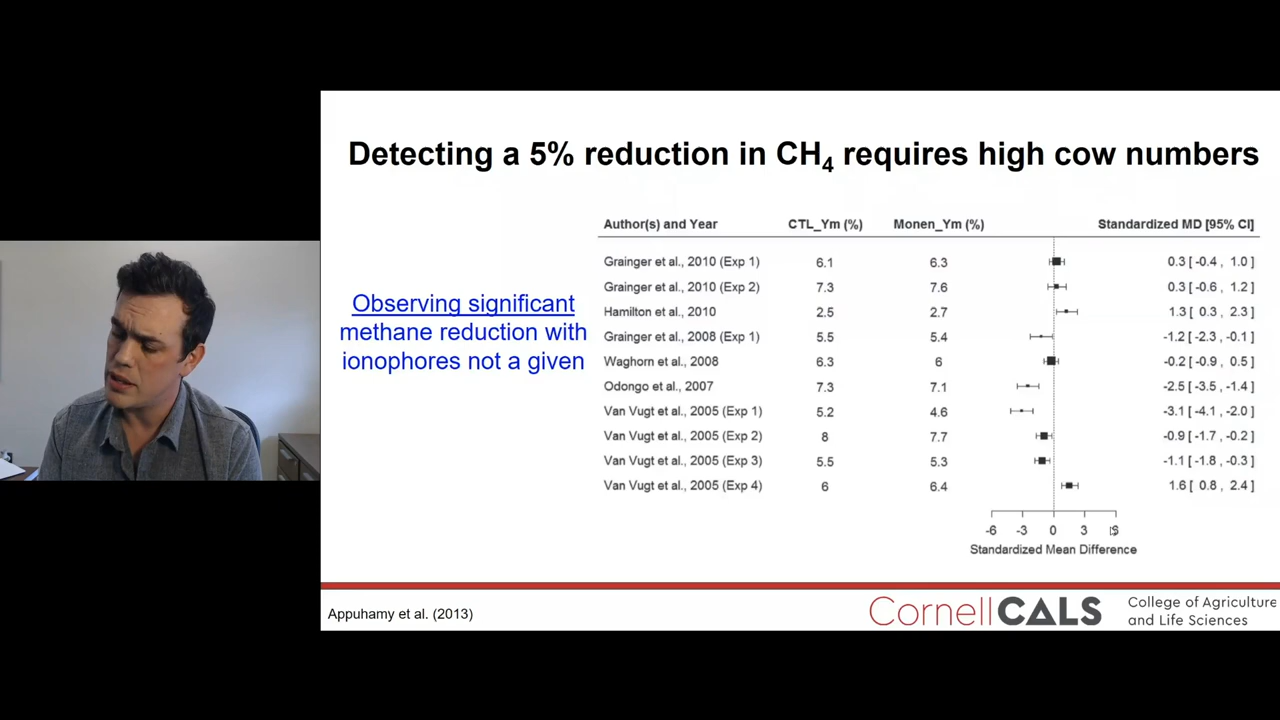 Detecting a 5% reduction in CH₄ requires high cow numbers
Observing significant
methane reduction with
ionophores not a given
Author(s) and Year CTL_Ym (%) Monen_Ym (%) Standardized MD [95% CI]
Grainger et al., 2010 (Exp 1) 6.1 6.3 0.3 [ -0.4 , 1.0 ]
Grainger et al., 2010 (Exp 2) 7.3 7.6 0.3 [ -0.6 , 1.2 ]
Hamilton et al., 2010 2.5 2.7 1.3 [ 0.3 , 2.3 ]
Grainger et al., 2008 (Exp 1) 5.5 5.4 -1.2 [ -2.3 , -0.1 ]
Waghorn et al., 2008 6.3 6 -0.2 [ -0.9 , 0.5 ]
Odongo et al., 2007 7.3 7.1 -2.5 [ -3.5 , -1.4 ]
Van Vugt et al., 2005 (Exp 1) 5.2 4.6 -3.1 [ -4.1 , -2.0 ]
Van Vugt et al., 2005 (Exp 2) 8 7.7 -0.9 [ -1.7 , -0.2 ]
Van Vugt et al., 2005 (Exp 3) 5.5 5.3 -1.1 [ -1.8 , -0.3 ]
Van Vugt et al., 2005 (Exp 4) 6 6.4 1.6 [ 0.8 , 2.4 ]
-6 -3 0 3
Standardized Mean Difference
Appuhamy et al. (2013)
CornellCALS
College of Agriculture
and Life Sciences